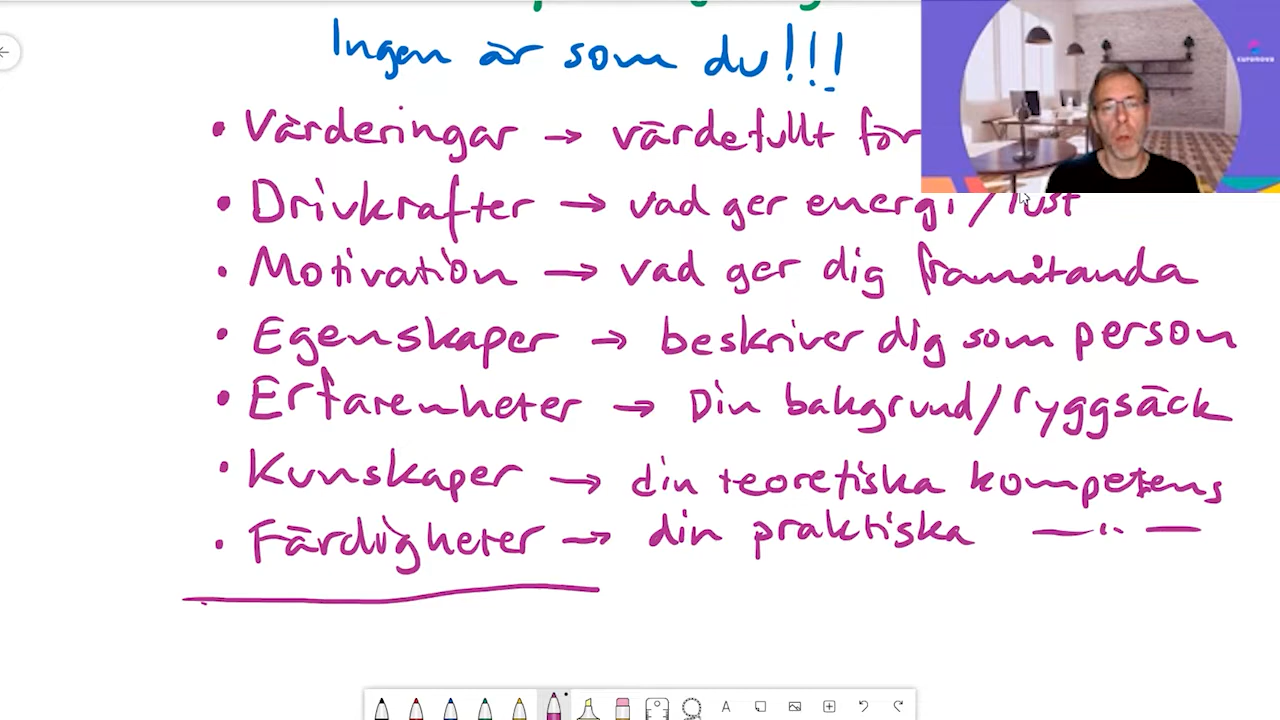 Ingen är som du!!!
• Värderingar → värdefullt för
• Drivkrafter → vad ger energi/lust
• Motivation → vad ger dig framåtanda
• Egenskaper → beskriver dig som person
• Erfarenheter → Din bakgrund/ryggsäck
• Kunskaper → din teoretiska kompetens
• Färdigheter → din praktiska —"—